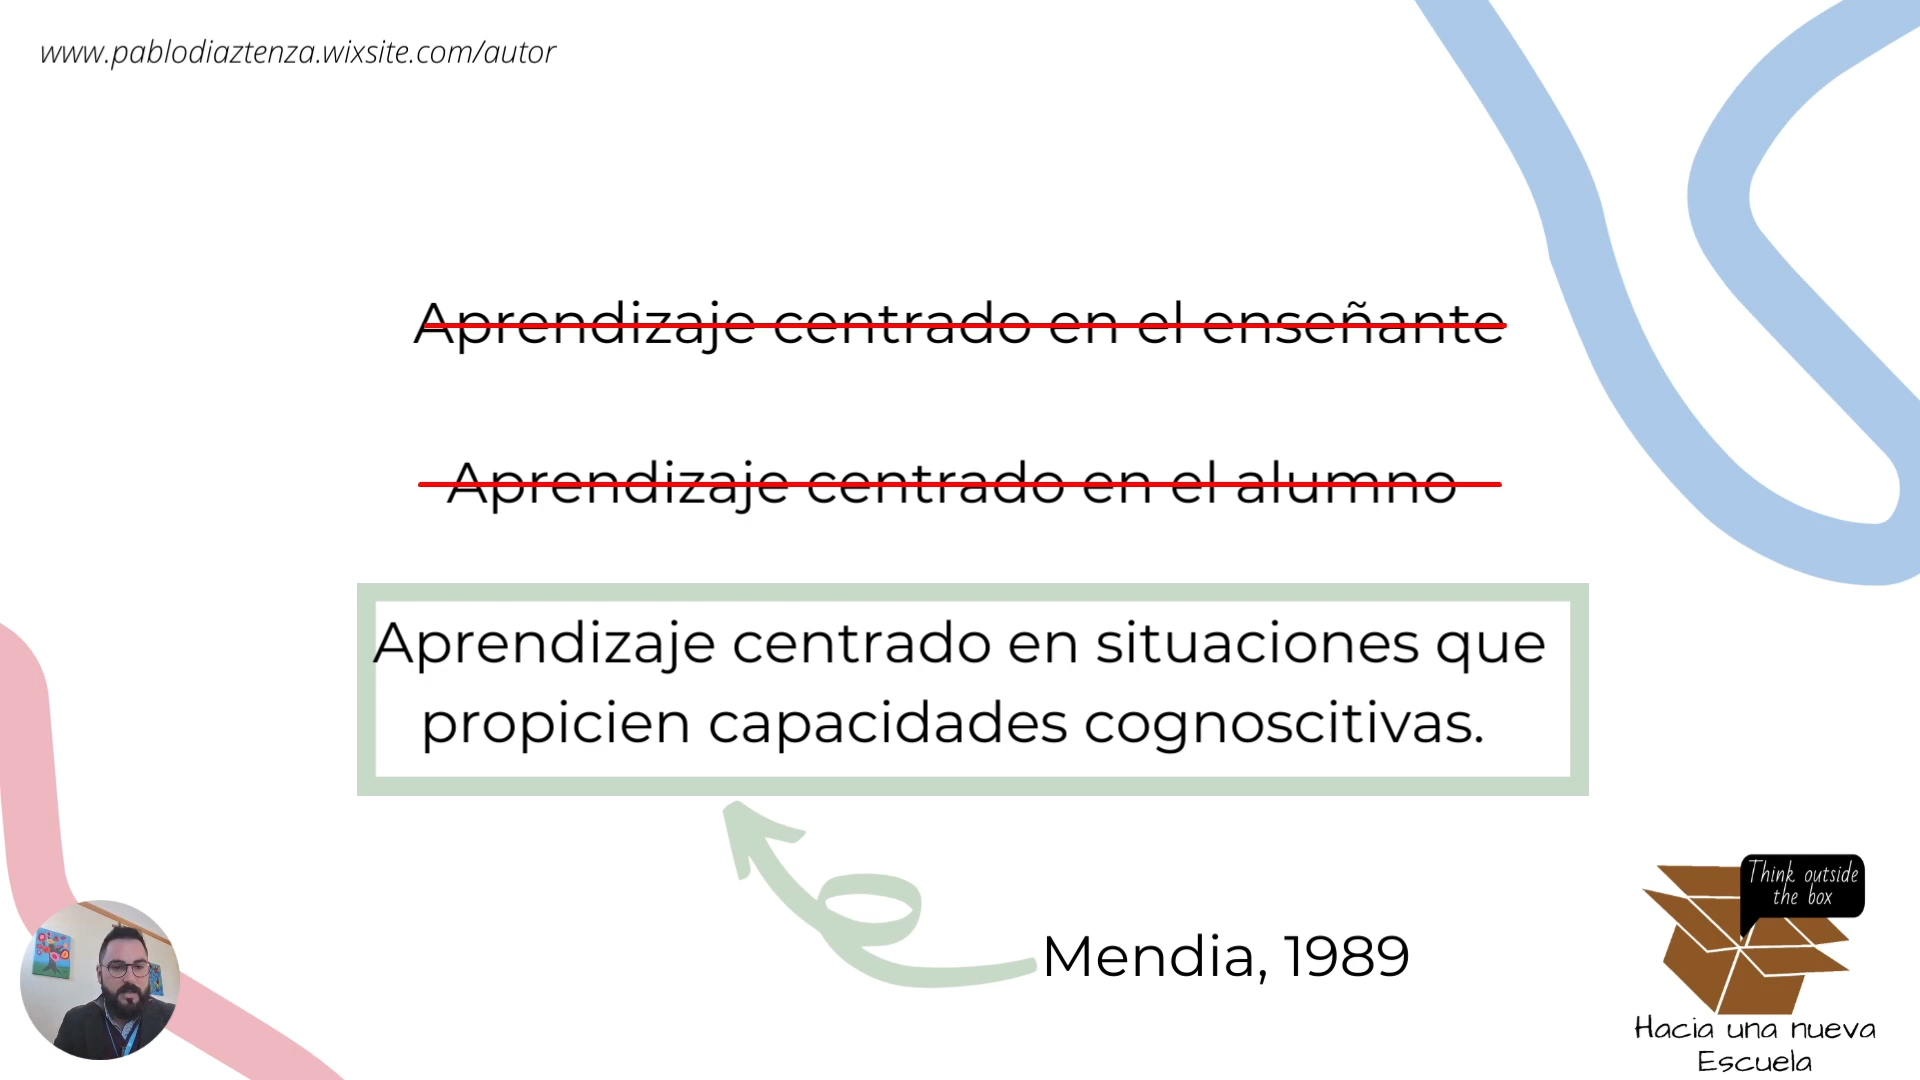 www.pablodiaztenza.wixsite.com/autor
Aprendizaje centrado en el enseñante
Aprendizaje centrado en el alumno
Aprendizaje centrado en situaciones que
propicien capacidades cognoscitivas.
Mendia, 1989
Think outside
the box
Hacia una nueva
Escuela